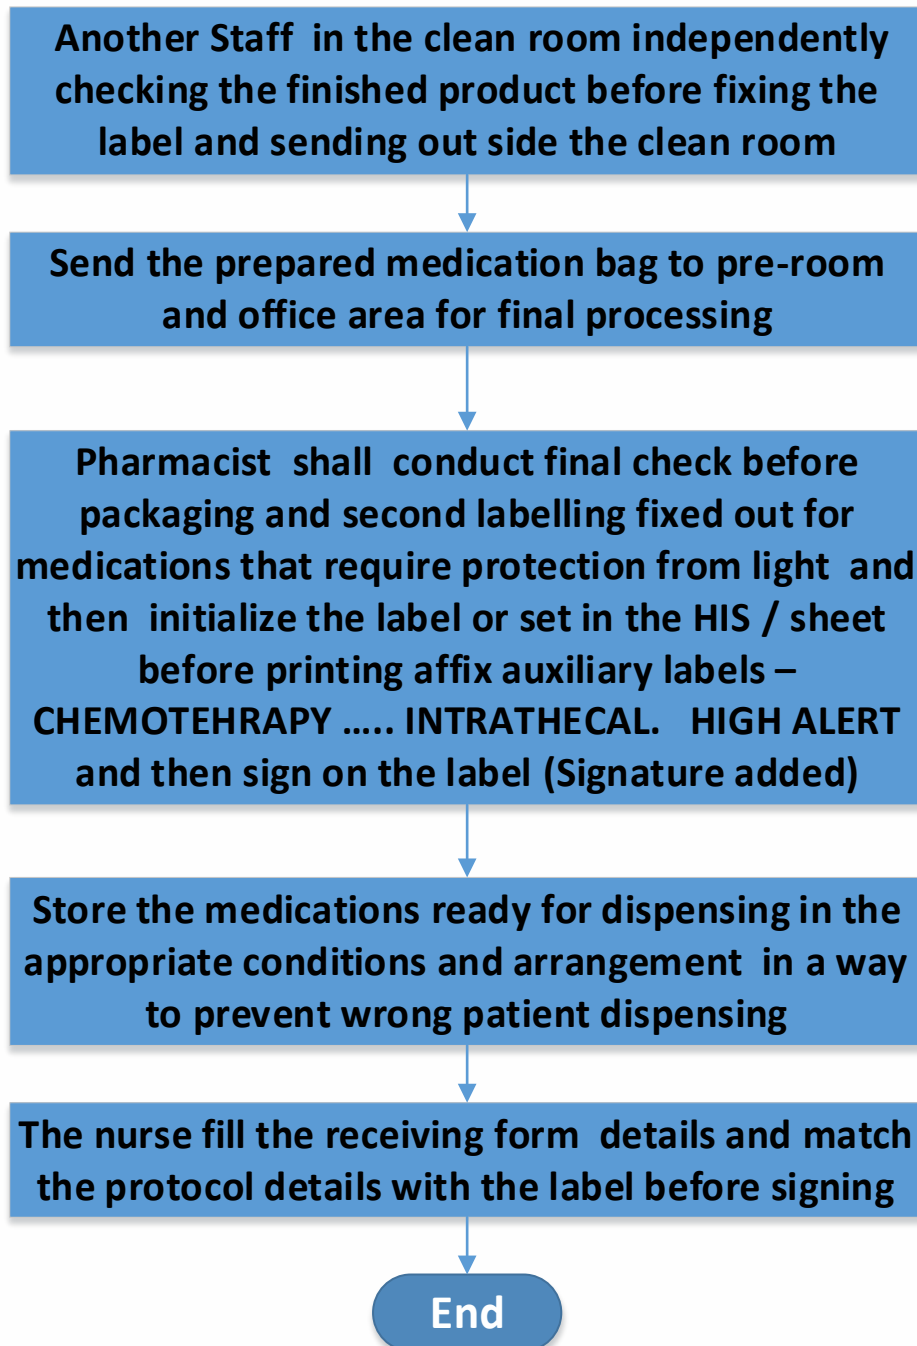 Another Staff  in the clean room independently
checking the finished product before fixing the
label and sending out side the clean room
Send the prepared medication bag to pre-room
and office area for final processing
Pharmacist  shall  conduct final check before
packaging and second labelling fixed out for
medications that require protection from light  and
then  initialize the label or set in the HIS / sheet
before printing affix auxiliary labels –
CHEMOTEHRAPY ….. INTRATHECAL.   HIGH ALERT
and then sign on the label (Signature added)
Store the medications ready for dispensing in the
appropriate conditions and arrangement  in a way
to prevent wrong patient dispensing
The nurse fill the receiving form  details and match
the protocol details with the label before signing
End